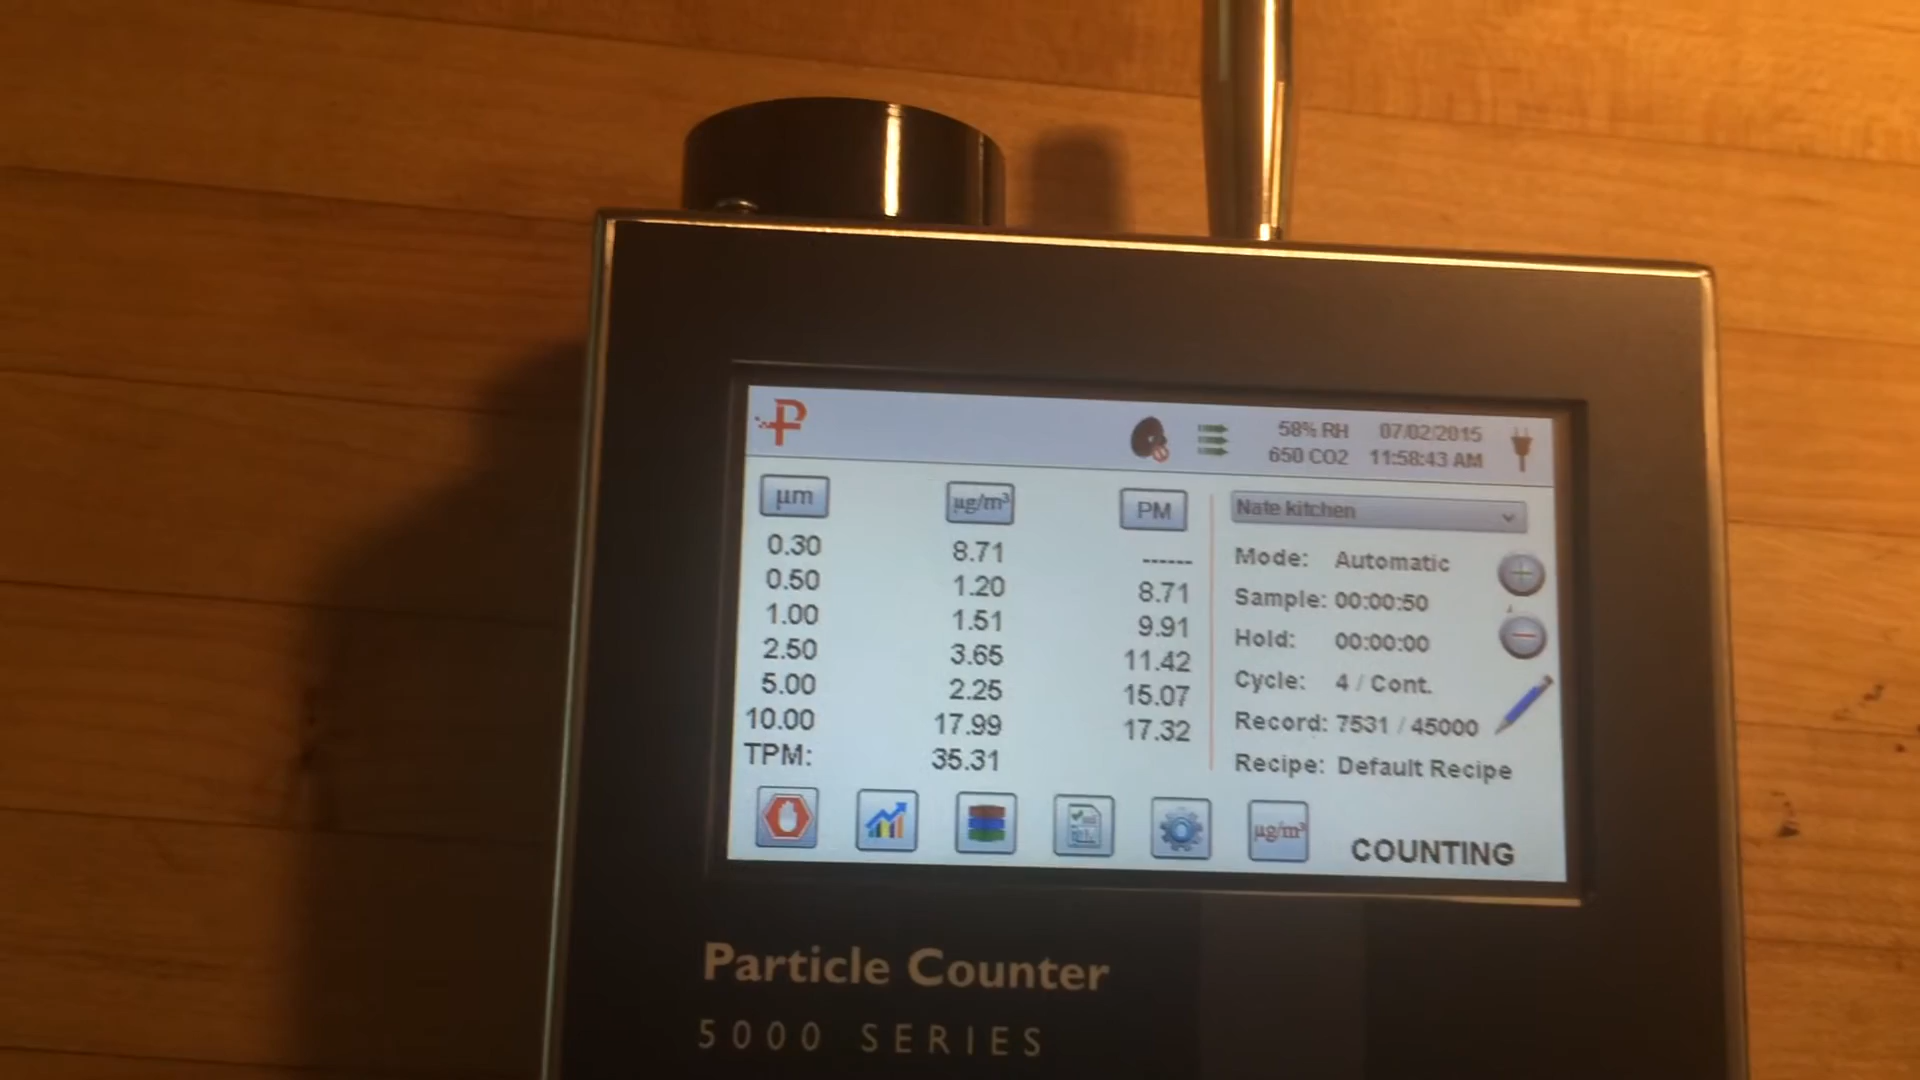 P
58% RH 07/02/2015
650 CO2 11:58:43 AM
µm µg/m³ PM
0.30 8.71 ------
0.50 1.20 8.71
1.00 1.51 9.91
2.50 3.65 11.42
5.00 2.25 15.07
10.00 17.99 17.32
TPM: 35.31
Nate kitchen
Mode: Automatic
Sample: 00:00:50
Hold: 00:00:00
Cycle: 4 / Cont.
Record: 7531 / 45000
Recipe: Default Recipe
µg/m³
COUNTING
Particle Counter
5000 SERIES